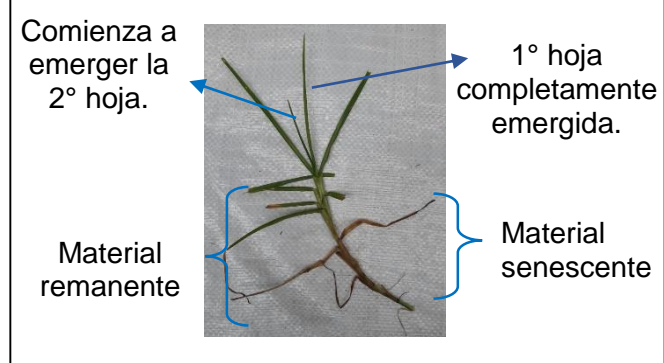 Comienza a
emerger la
2° hoja.
1° hoja
completamente
emergida.
Material
remanente
Material
senescente